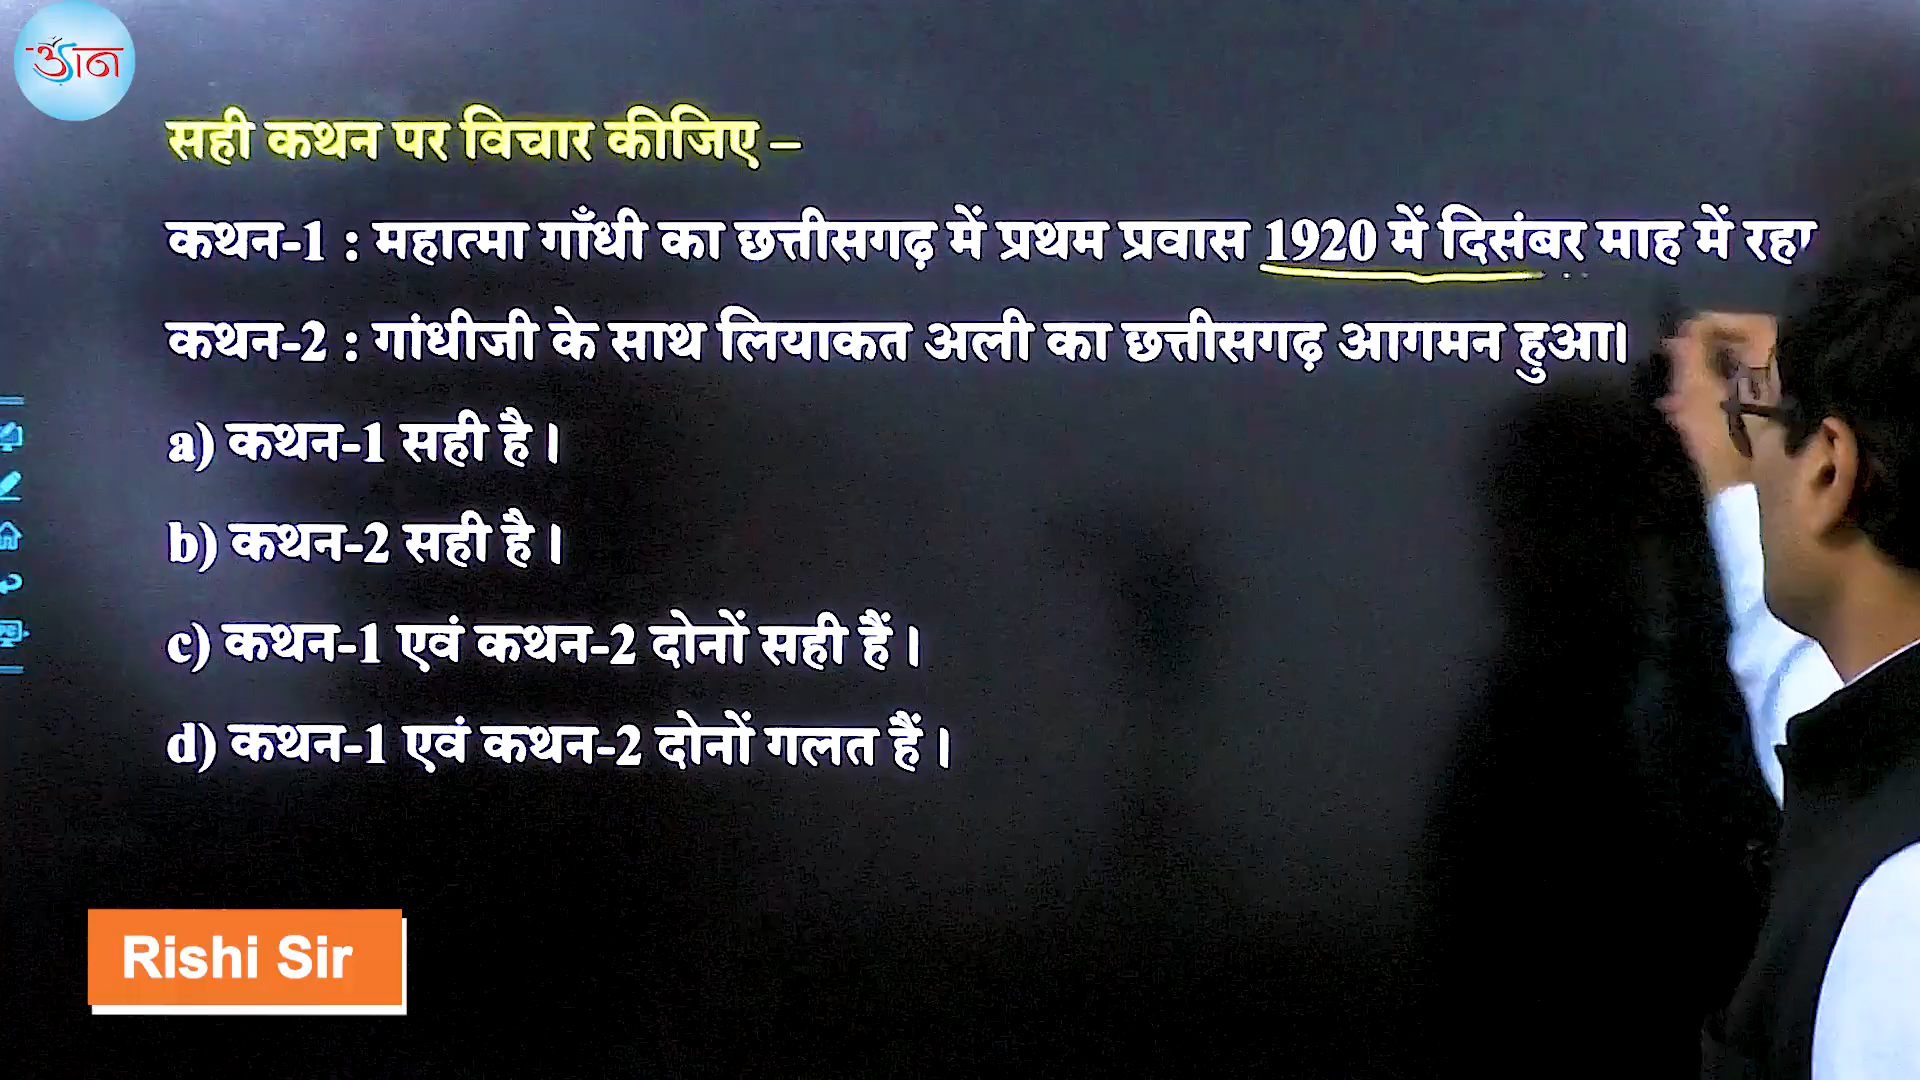 ज्ञान
सही कथन पर विचार कीजिए –
कथन-1 : महात्मा गाँधी का छत्तीसगढ़ में प्रथम प्रवास 1920 में दिसंबर माह में रहा
कथन-2 : गांधीजी के साथ लियाकत अली का छत्तीसगढ़ आगमन हुआ।
a) कथन-1 सही है।
b) कथन-2 सही है।
c) कथन-1 एवं कथन-2 दोनों सही हैं।
d) कथन-1 एवं कथन-2 दोनों गलत हैं।
Rishi Sir